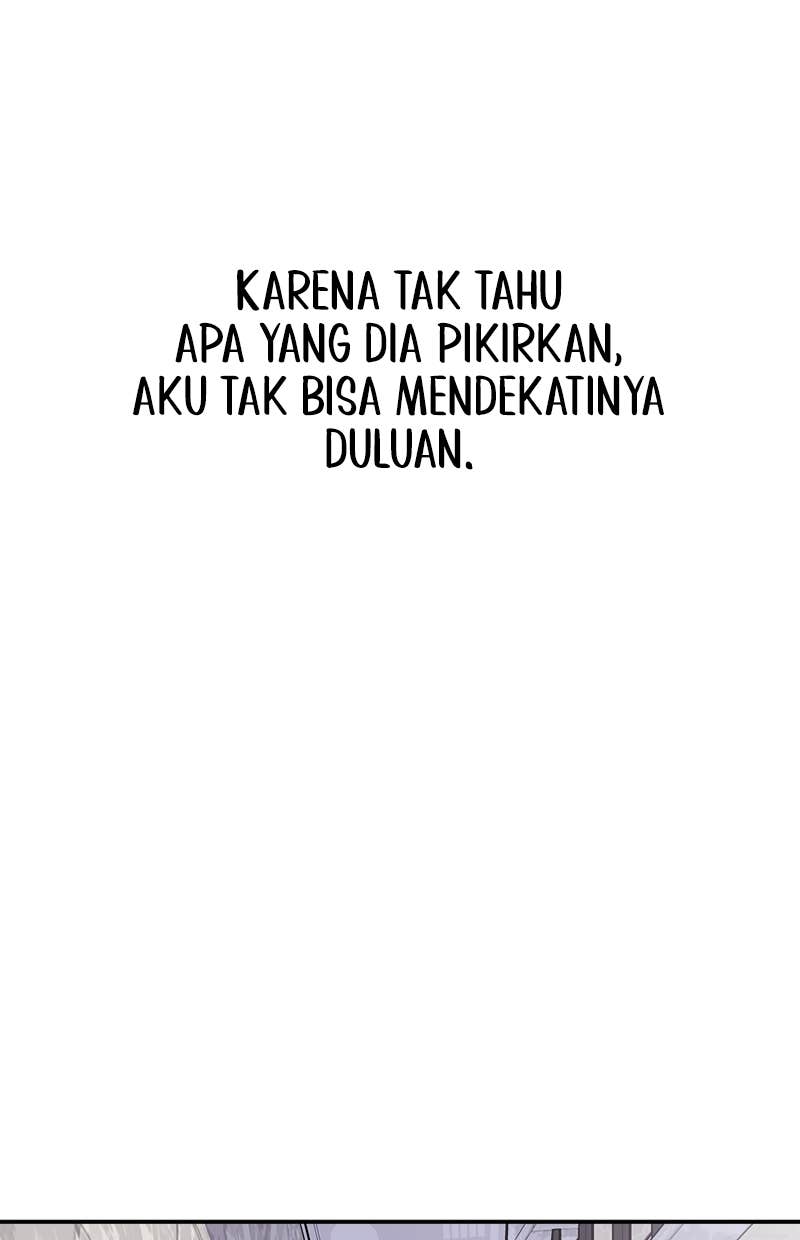 KARENA TAK TAHU
APA YANG DIA PIKIRKAN,
AKU TAK BISA MENDEKATINYA
DULUAN.